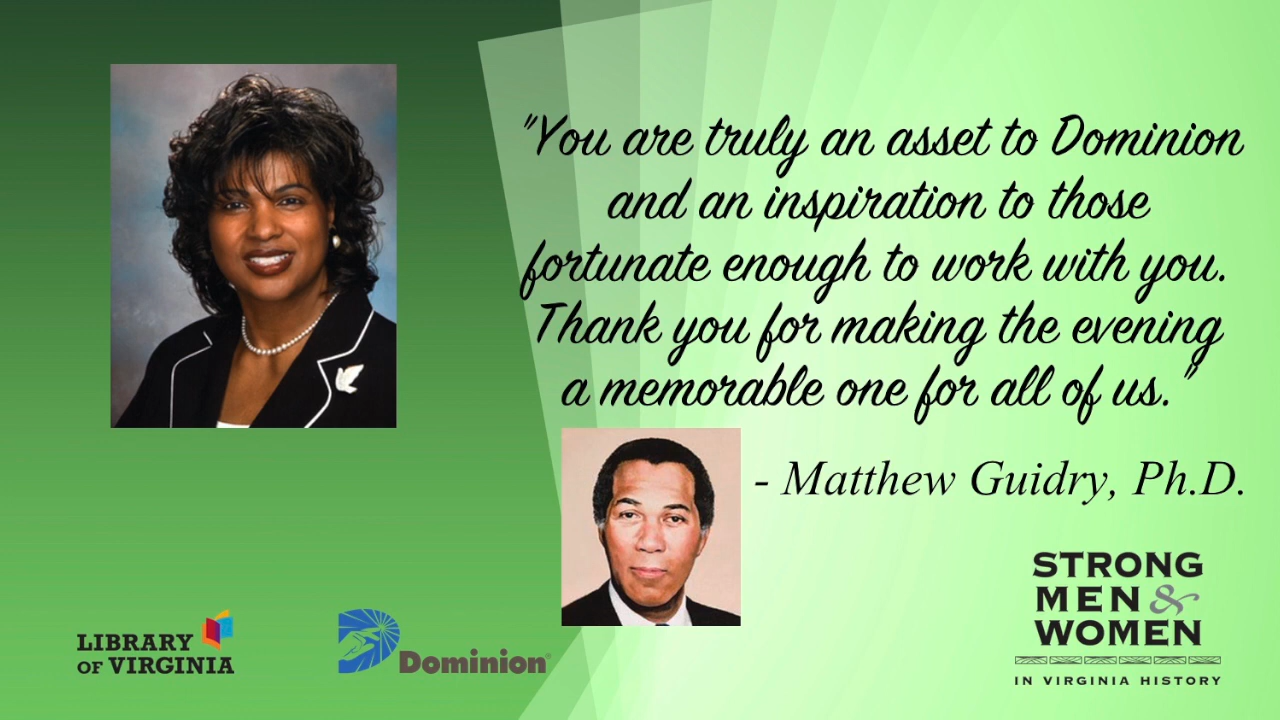 "You are truly an asset to Dominion
and an inspiration to those
fortunate enough to work with you.
Thank you for making the evening
a memorable one for all of us."
- Matthew Guidry, Ph.D.
LIBRARY
OF VIRGINIA
Dominion®
STRONG
MEN &
WOMEN
IN VIRGINIA HISTORY